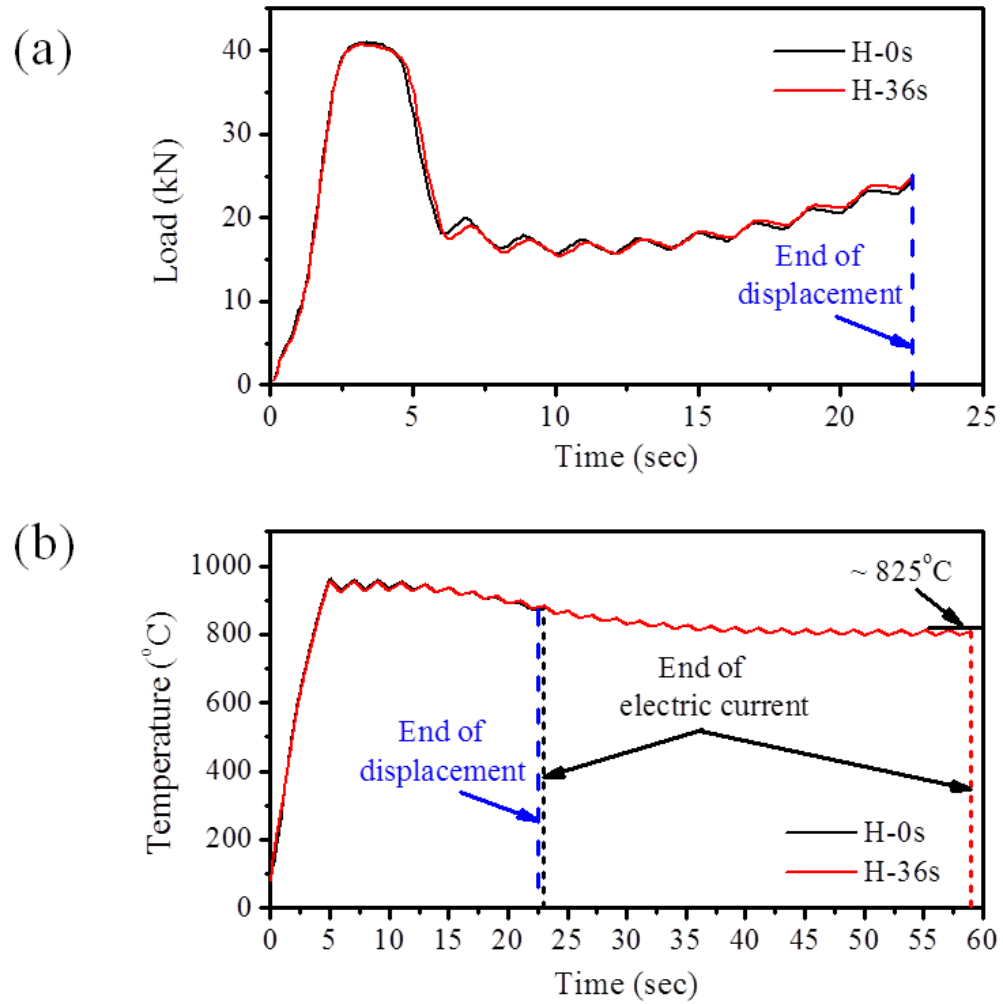 (a)
Load (kN)
40
30
20
10
0
H-0s
H-36s
End of
displacement
0 5 10 15 20 25
Time (sec)
(b)
Temperature (°C)
1000
800
600
400
200
0
~ 825°C
End of
electric current
End of
displacement
H-0s
H-36s
0 5 10 15 20 25 30 35 40 45 50 55 60
Time (sec)